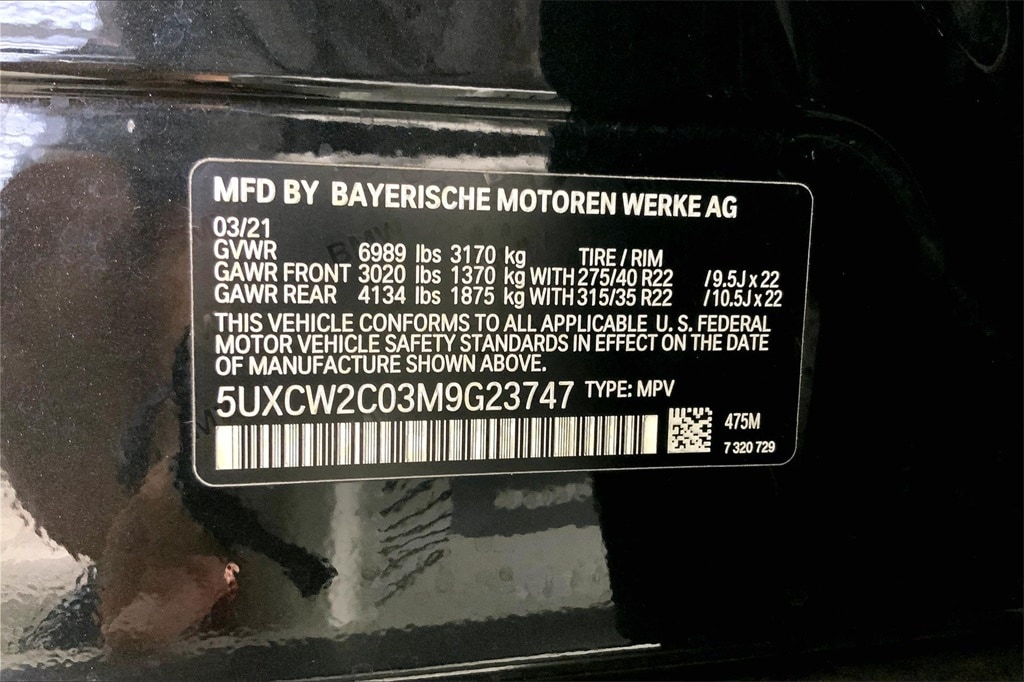 MFD BY BAYERISCHE MOTOREN WERKE AG
03/21
GVWR 6989 lbs 3170 kg TIRE / RIM
GAWR FRONT 3020 lbs 1370 kg WITH 275/40 R22 /9.5J x 22
GAWR REAR 4134 lbs 1875 kg WITH 315/35 R22 /10.5J x 22
THIS VEHICLE CONFORMS TO ALL APPLICABLE U. S. FEDERAL
MOTOR VEHICLE SAFETY STANDARDS IN EFFECT ON THE DATE
OF MANUFACTURE SHOWN ABOVE.
5UXCW2C03M9G23747 TYPE: MPV
475M
7 320 729